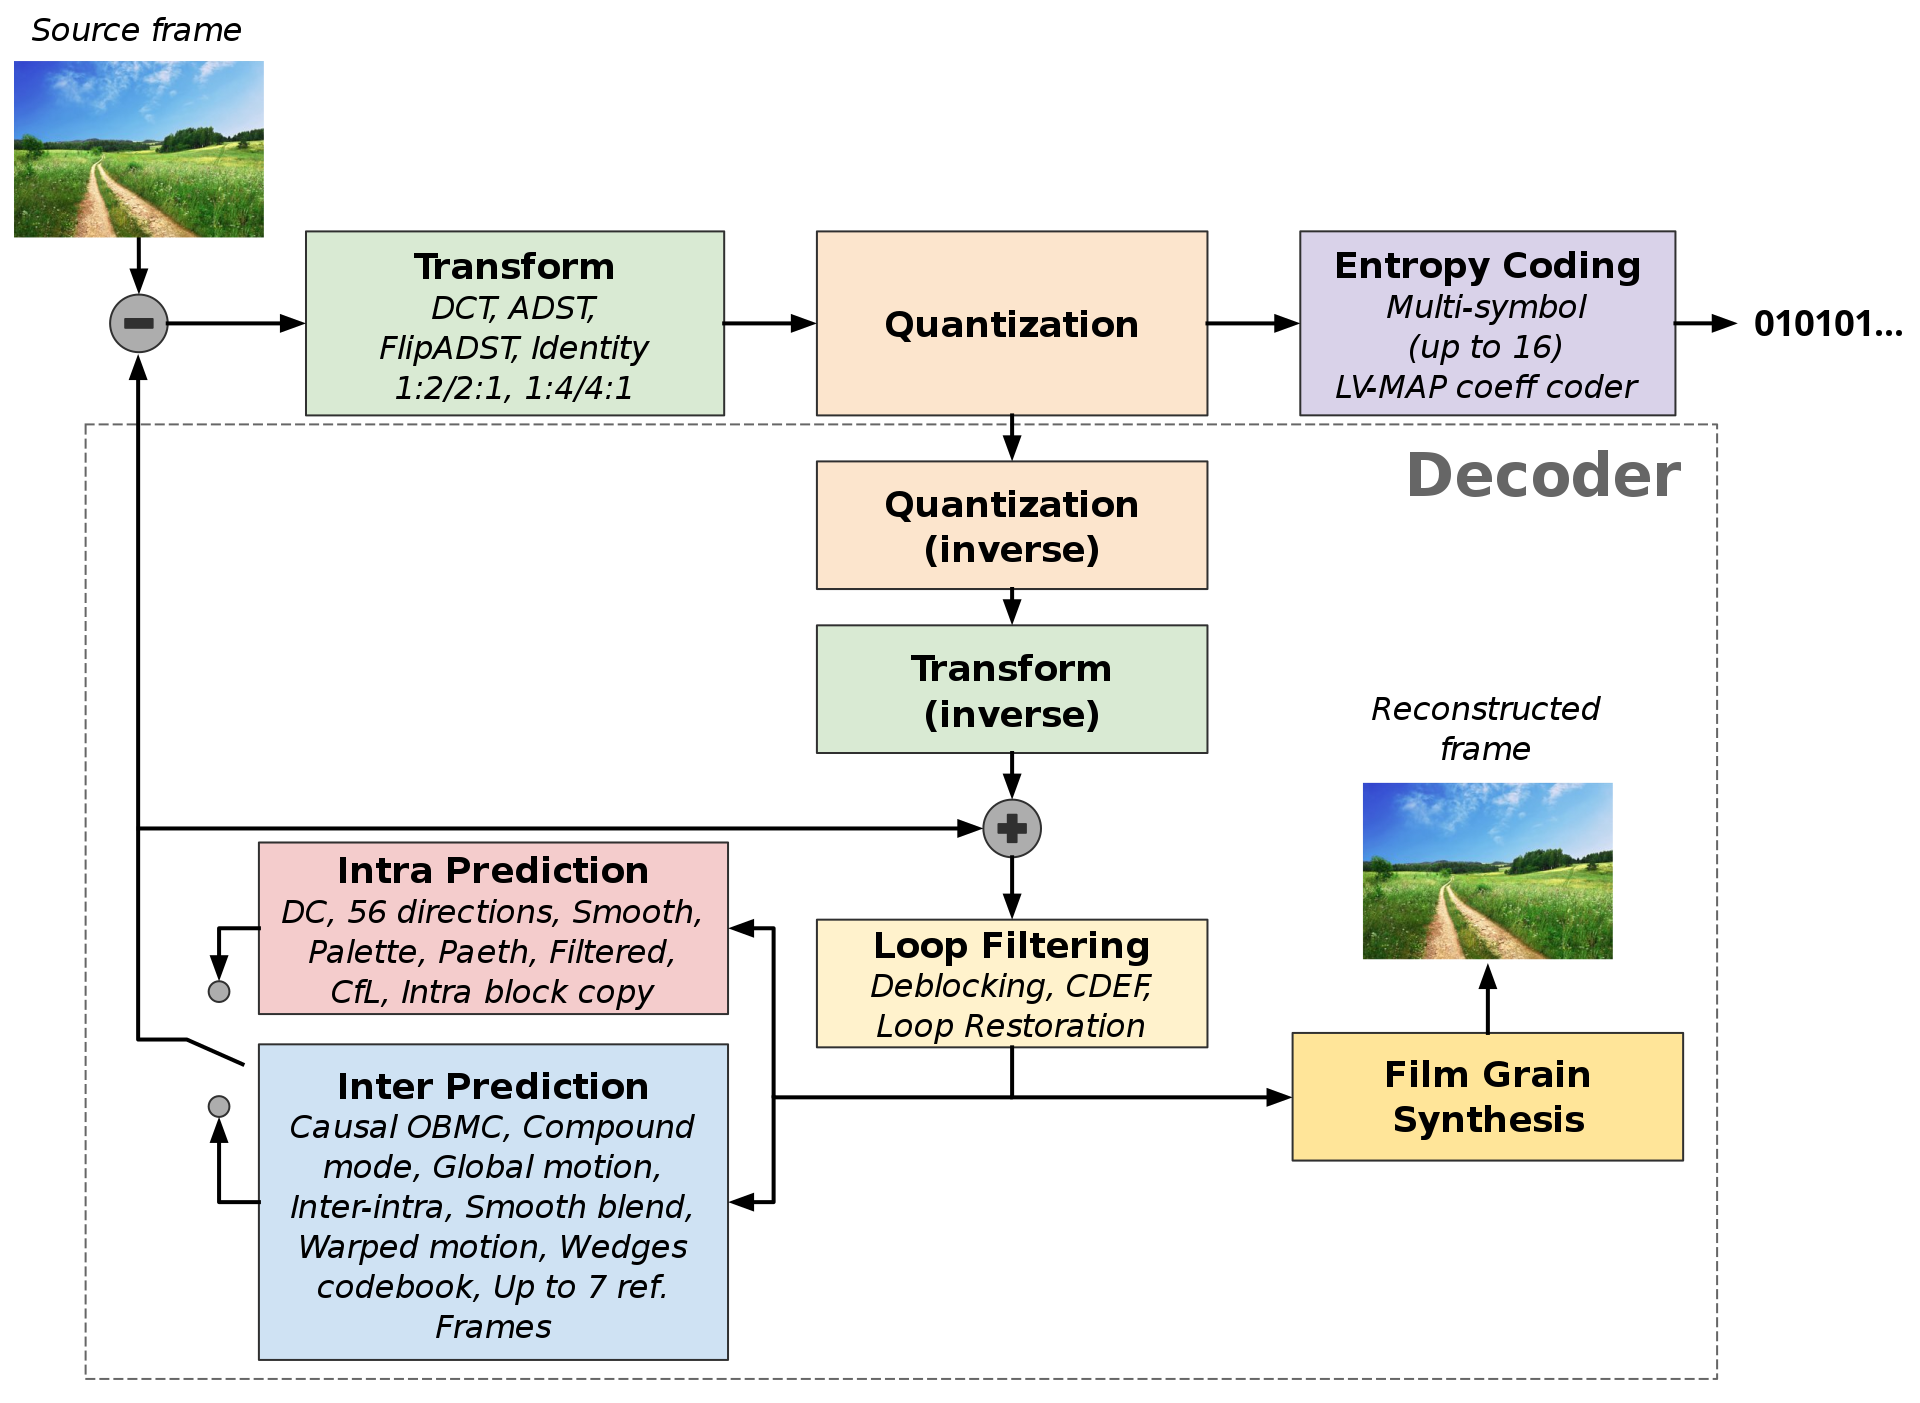 Source frame
Transform
DCT, ADST,
FlipADST, Identity
1:2/2:1, 1:4/4:1
Quantization
Entropy Coding
Multi-symbol
(up to 16)
LV-MAP coeff coder
010101...
Decoder
Quantization
(inverse)
Transform
(inverse)
Reconstructed
frame
Intra Prediction
DC, 56 directions, Smooth,
Palette, Paeth, Filtered,
CfL, Intra block copy
Loop Filtering
Deblocking, CDEF,
Loop Restoration
Inter Prediction
Causal OBMC, Compound
mode, Global motion,
Inter-intra, Smooth blend,
Warped motion, Wedges
codebook, Up to 7 ref.
Frames
Film Grain
Synthesis